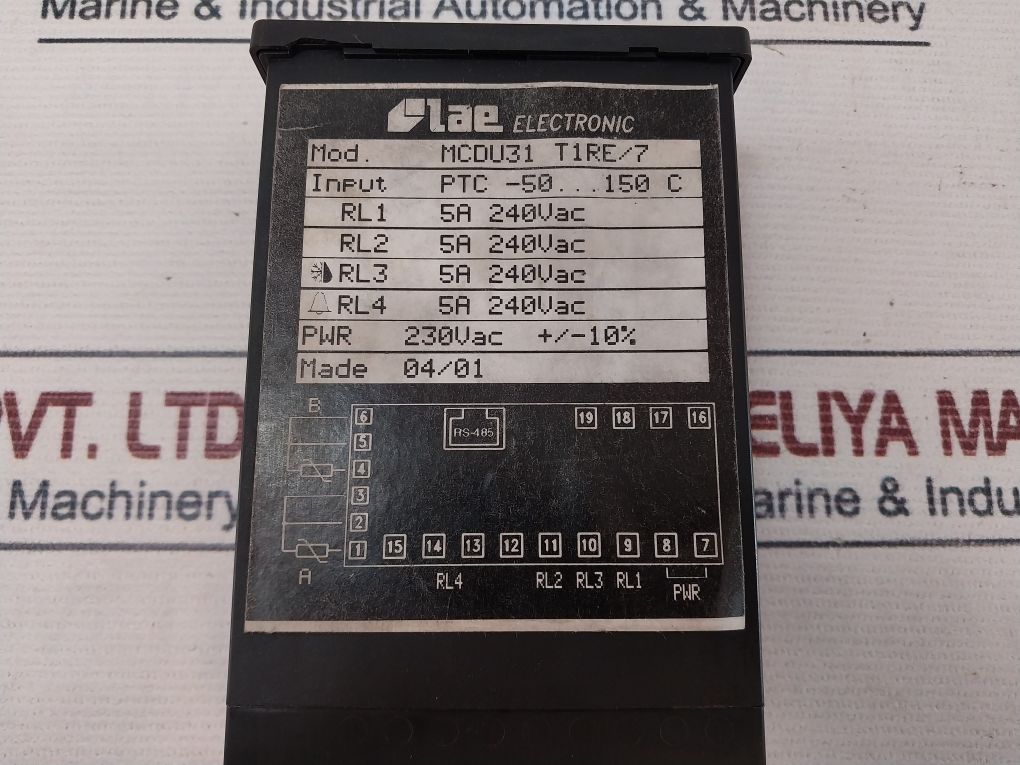 Marine & Industrial Automation & Machinery
lae ELECTRONIC
Mod. MCDU31 T1RE/7
Input PTC -50...150 C
RL1 5A 240Vac
RL2 5A 240Vac
RL3 5A 240Vac
RL4 5A 240Vac
PWR 230Vac +/-10%
Made 04/01
PVT. LTD
ELIYA MA
Machinery
arine & Indu
B 6 RS-485 19 18 17 16
5
4
3
2
1 15 14 13 12 11 10 9 8 7
A RL4 RL2 RL3 RL1 PWR